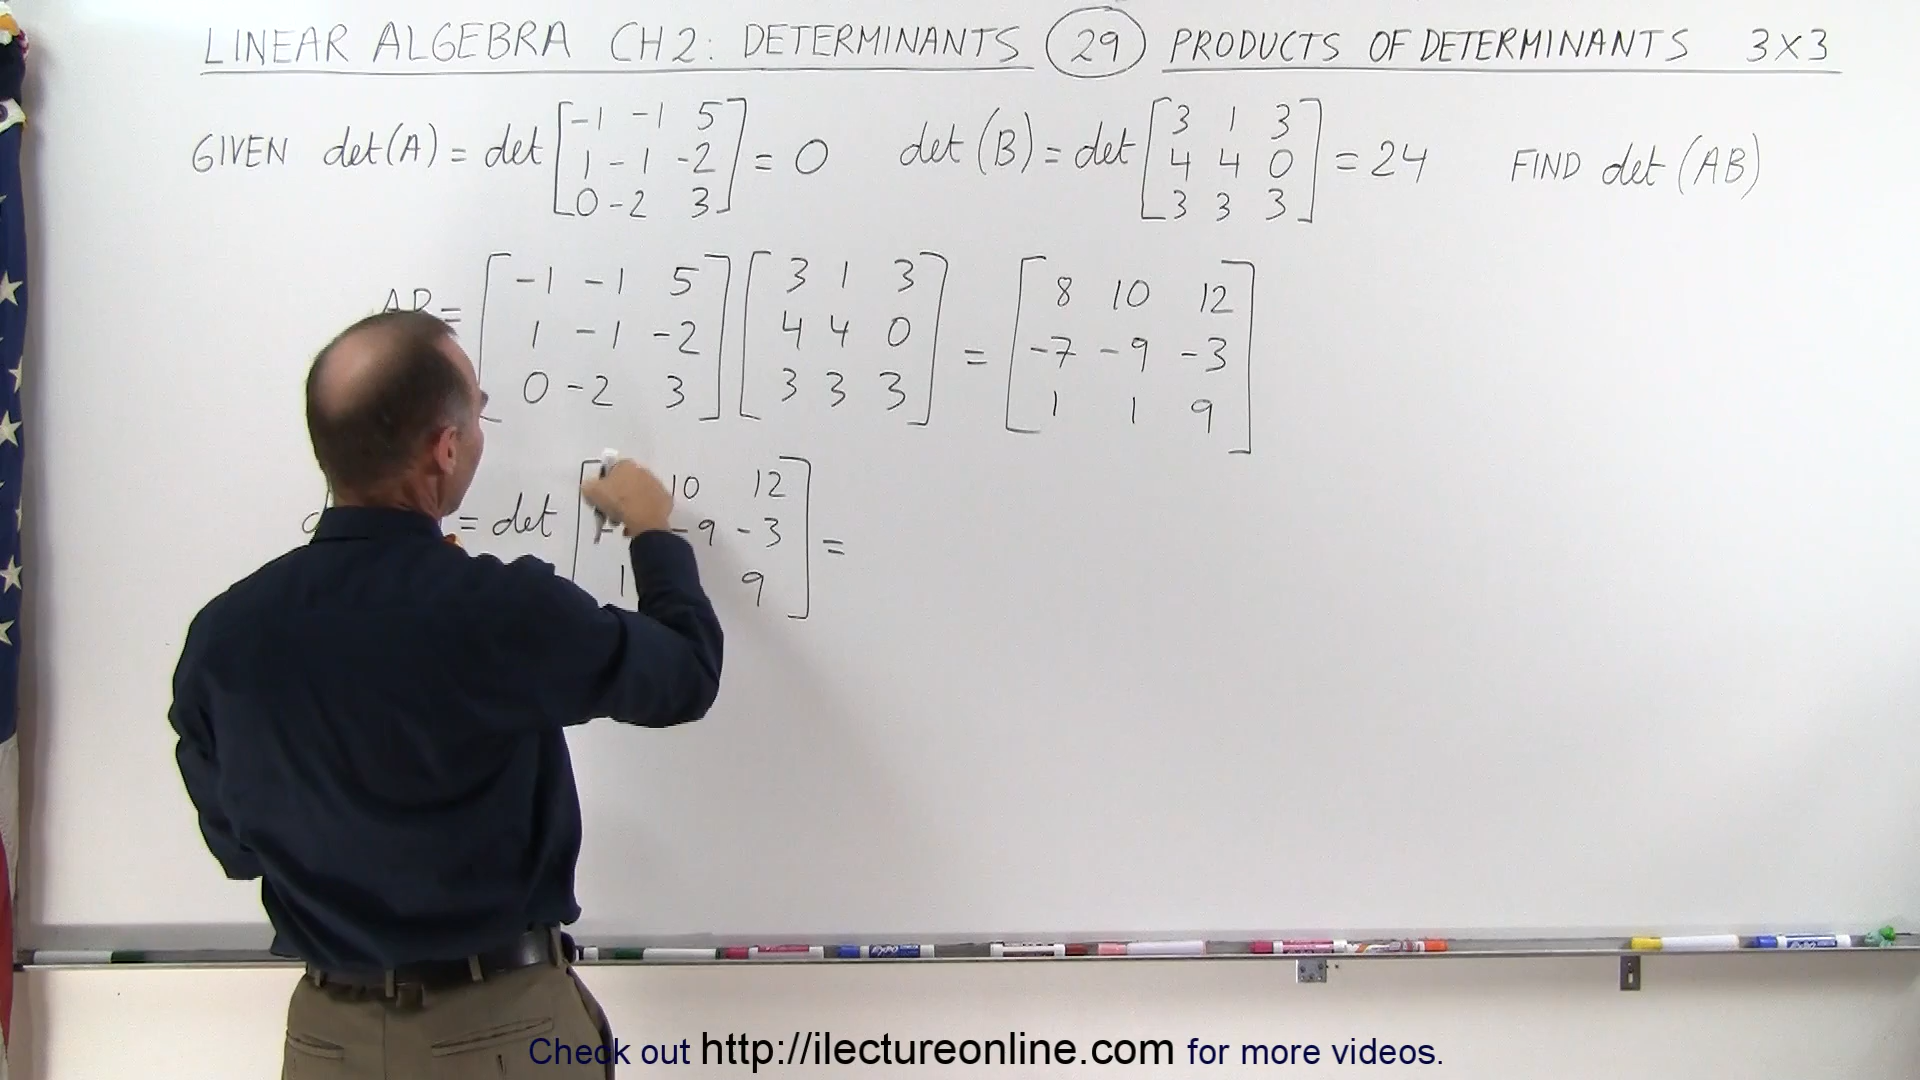 LINEAR ALGEBRA CH2: DETERMINANTS 29 PRODUCTS OF DETERMINANTS 3×3
GIVEN det(A) = det [-1 -1 5 = 0 det(B) = det [3 1 3 = 24 FIND det(AB)
1 -1 -2 4 4 0
0 -2 3] 3 3 3]
AB = [-1 -1 5 [3 1 3 = [8 10 12
1 -1 -2 4 4 0 -7 -9 -3
0 -2 3] 3 3 3] 1 1 9]
= det [10 12 =
-9 -3
1 9]
Check out http://ilectureonline.com for more videos.